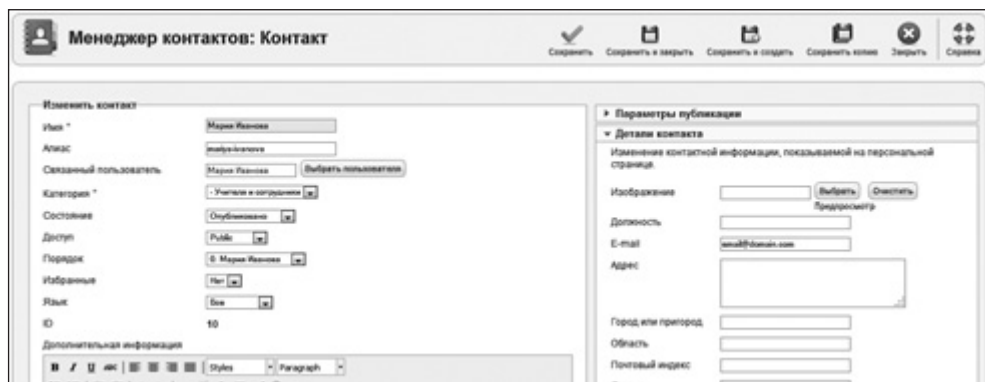 Менеджер контактов: Контакт
Сохранить
Сохранить и закрыть
Сохранить и создать
Сохранить копию
Закрыть
Справка
Изменить контакт
Имя * Мария Иванова
Алиас mariya-ivanova
Связанный пользователь Мария Иванова Выбрать пользователя
Категория * - Учителя и сотрудники
Состояние Опубликовано
Доступ Public
Порядок 0. Мария Иванова
Избранные Нет
Язык Все
ID 10
Дополнительная информация
B I U ABC Styles Paragraph
Параметры публикации
Детали контакта
Изменение контактной информации, показываемой на персональной
странице.
Изображение Выбрать Очистить
Предпросмотр
Должность
E-mail email@domain.com
Адрес
Город или пригород
Область
Почтовый индекс